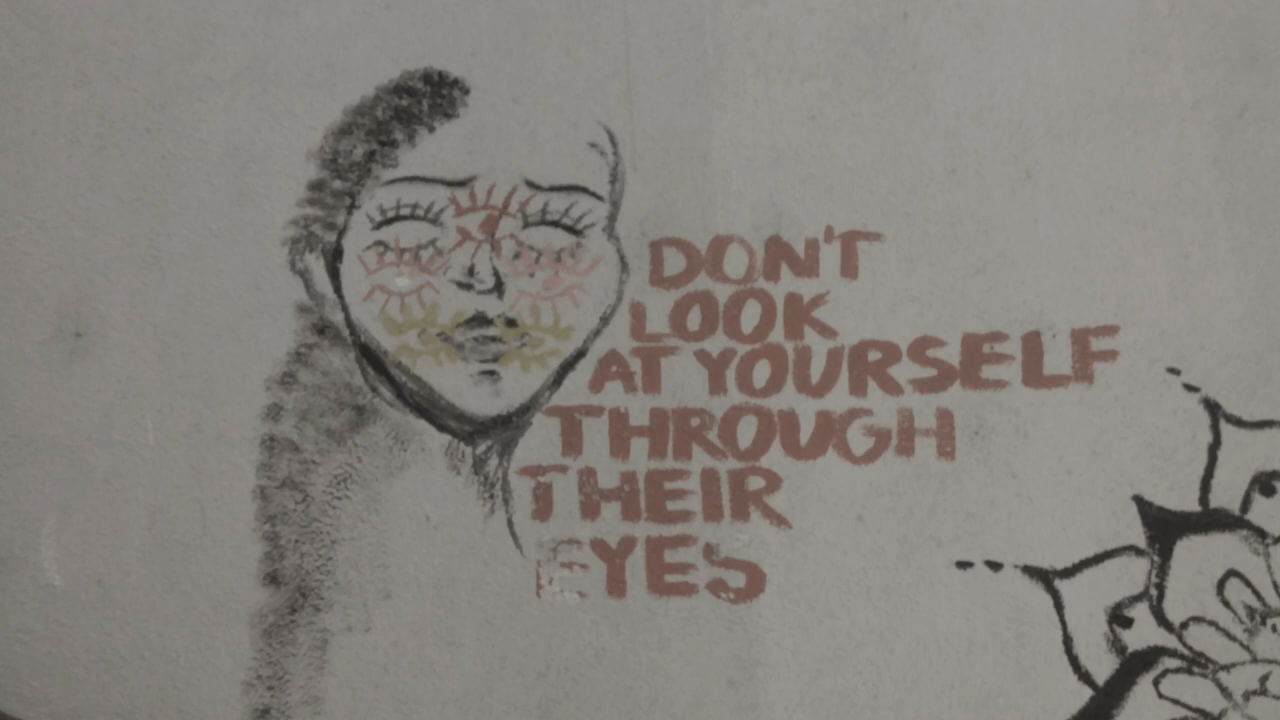 DON'T
LOOK
AT YOURSELF
THROUGH
THEIR
EYES